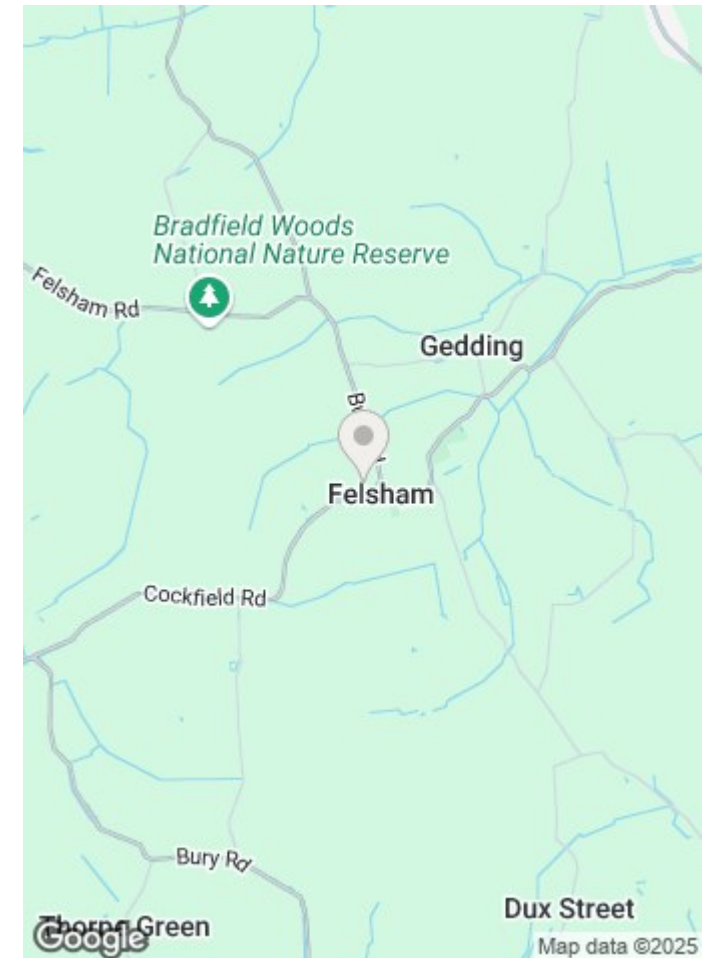 Bradfield Woods
National Nature Reserve
Felsham Rd
Gedding
Felsham
Cockfield Rd
Bury Rd
Dux Street
Green
Google
Map data ©2025